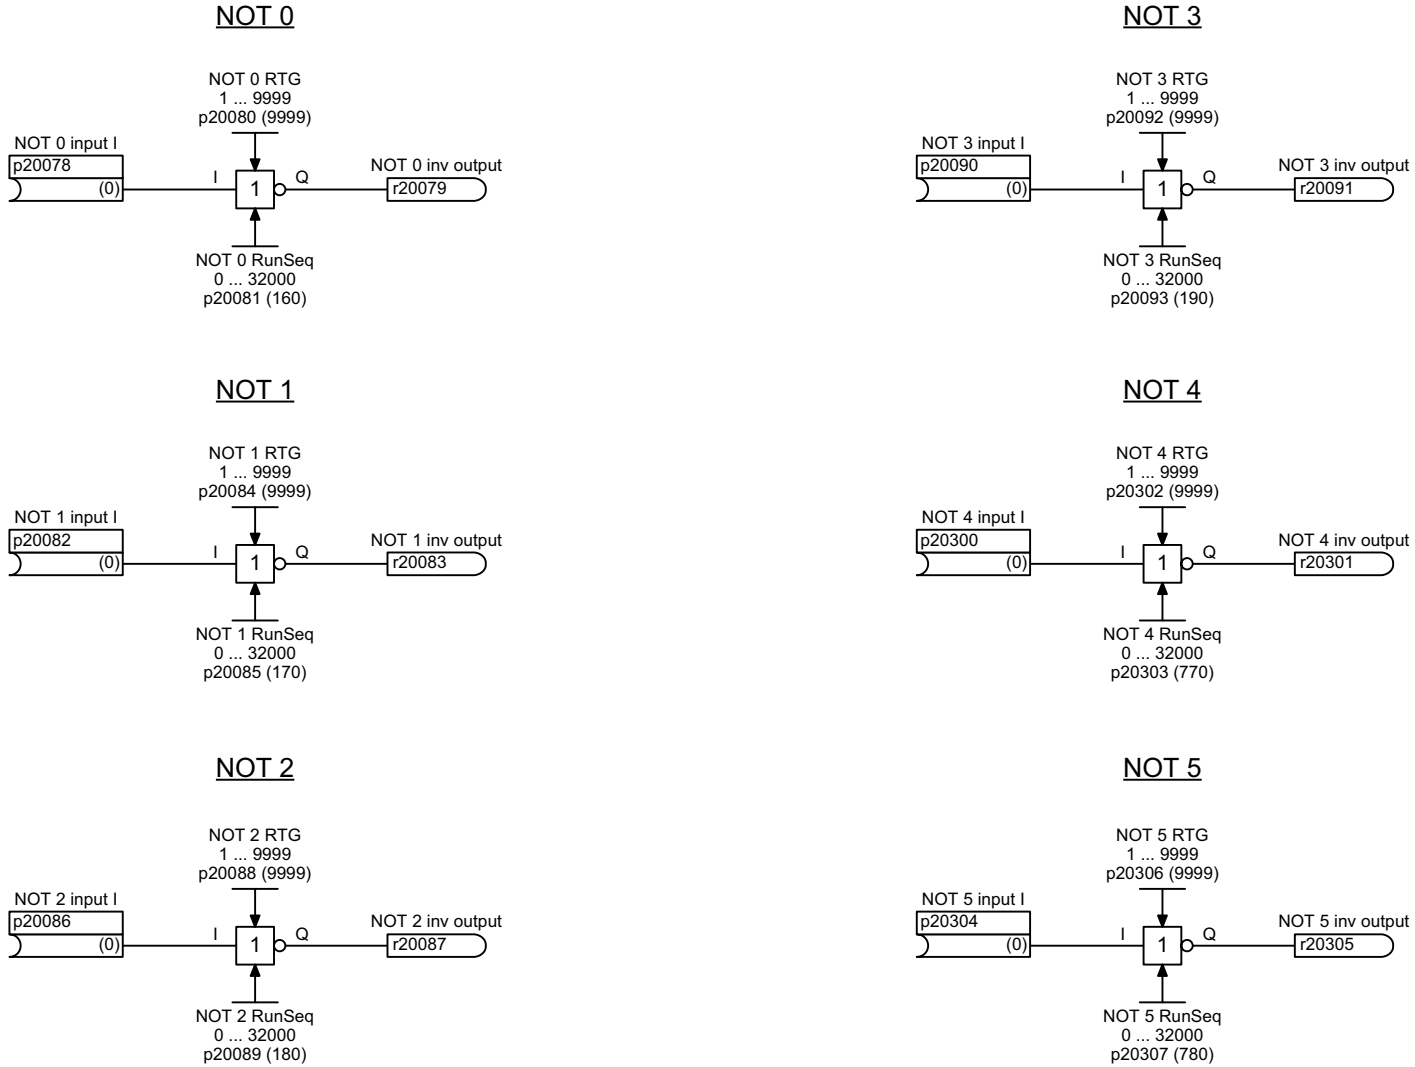 NOT 0
NOT 0 RTG
1 ... 9999
p20080 (9999)
NOT 0 input I
p20078
(0)
I
1
Q
NOT 0 inv output
r20079
NOT 0 RunSeq
0 ... 32000
p20081 (160)
NOT 3
NOT 3 RTG
1 ... 9999
p20092 (9999)
NOT 3 input I
p20090
(0)
I
1
Q
NOT 3 inv output
r20091
NOT 3 RunSeq
0 ... 32000
p20093 (190)
NOT 1
NOT 1 RTG
1 ... 9999
p20084 (9999)
NOT 1 input I
p20082
(0)
I
1
Q
NOT 1 inv output
r20083
NOT 1 RunSeq
0 ... 32000
p20085 (170)
NOT 4
NOT 4 RTG
1 ... 9999
p20302 (9999)
NOT 4 input I
p20300
(0)
I
1
Q
NOT 4 inv output
r20301
NOT 4 RunSeq
0 ... 32000
p20303 (770)
NOT 2
NOT 2 RTG
1 ... 9999
p20088 (9999)
NOT 2 input I
p20086
(0)
I
1
Q
NOT 2 inv output
r20087
NOT 2 RunSeq
0 ... 32000
p20089 (180)
NOT 5
NOT 5 RTG
1 ... 9999
p20306 (9999)
NOT 5 input I
p20304
(0)
I
1
Q
NOT 5 inv output
r20305
NOT 5 RunSeq
0 ... 32000
p20307 (780)